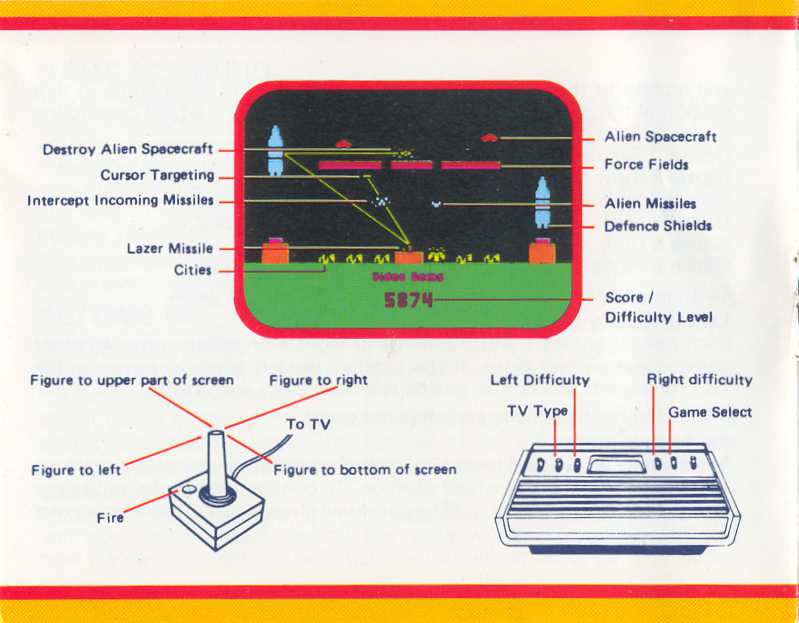 Destroy Alien Spacecraft
Cursor Targeting
Intercept Incoming Missiles
Lazer Missile
Cities
Alien Spacecraft
Force Fields
Alien Missiles
Defence Shields
Score /
Difficulty Level
Video Gems
5874
Figure to upper part of screen
Figure to right
To TV
Figure to left
Figure to bottom of screen
Fire
Left Difficulty
Right difficulty
TV Type
Game Select